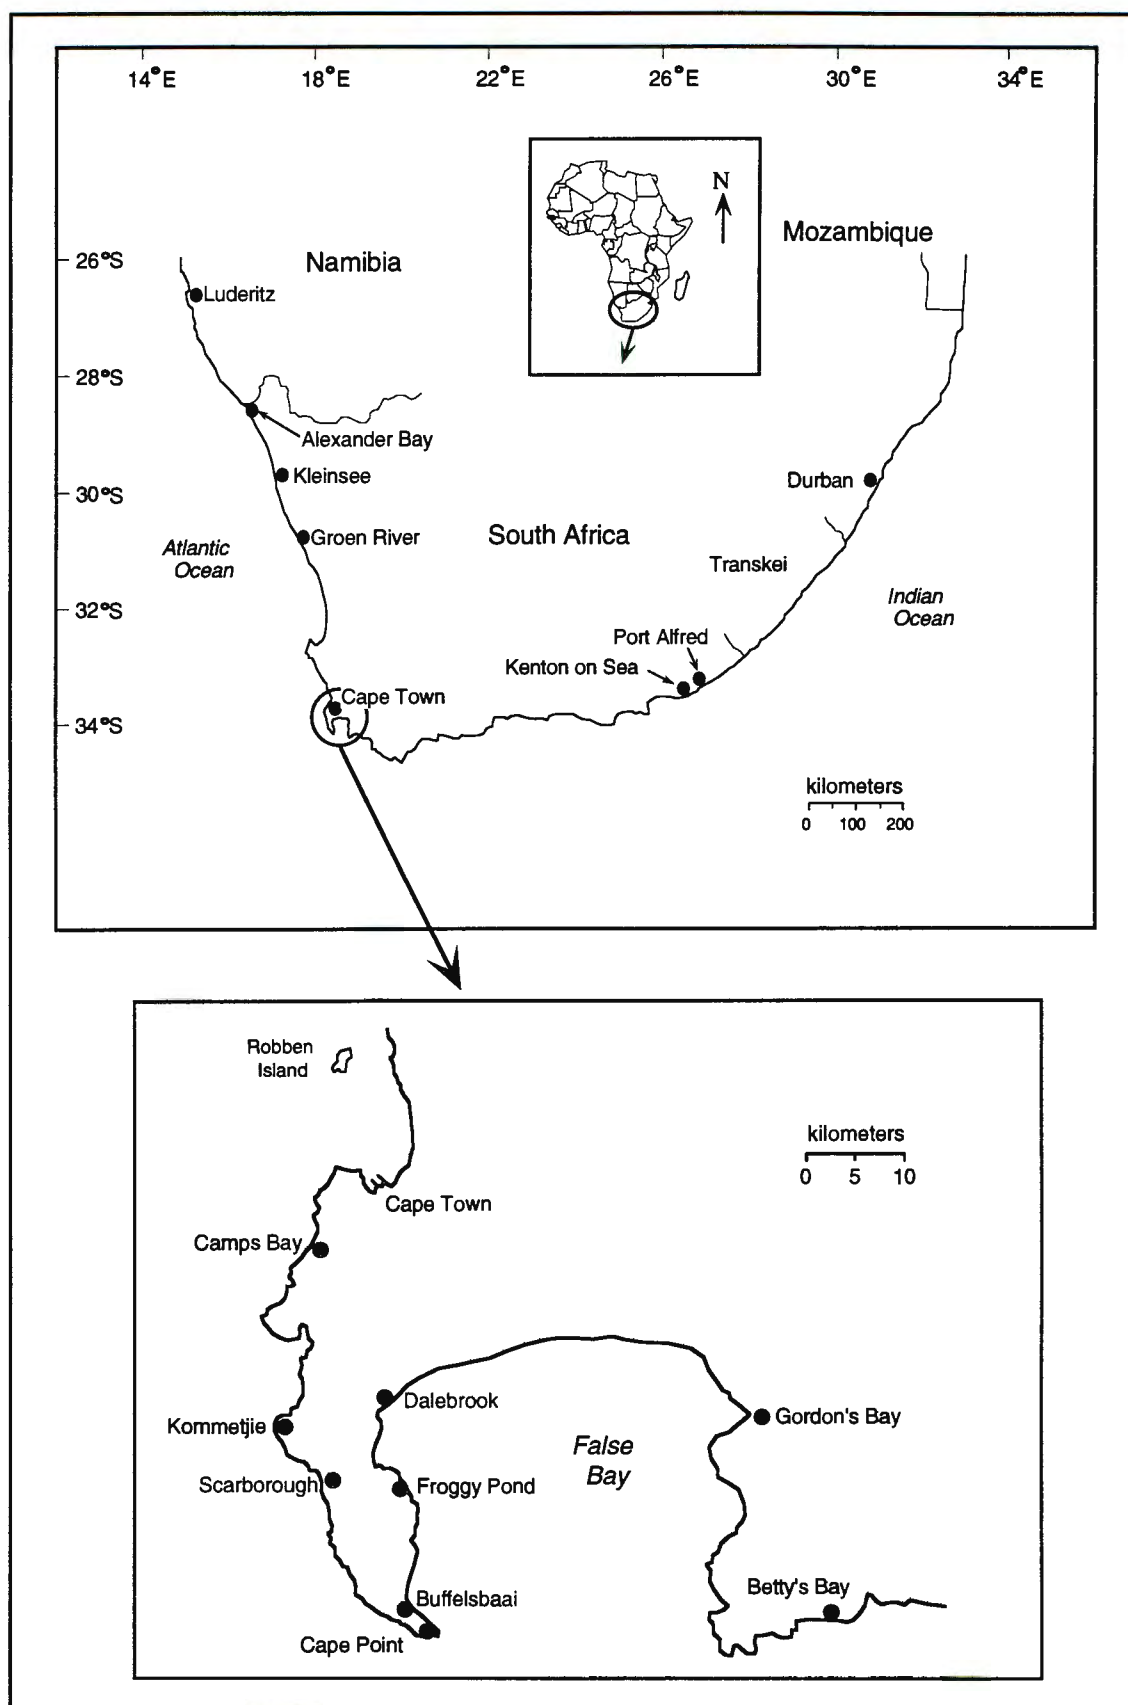 14°E 18°E 22°E 26°E 30°E 34°E
N
Mozambique
26°S
Namibia
Luderitz
28°S
Alexander Bay
Kleinsee
Durban
30°S
South Africa
Groen River
Atlantic
Ocean
Transkei
Indian
Ocean
32°S
Port Alfred
Kenton on Sea
Cape Town
34°S
kilometers
0 100 200
Robben
Island
kilometers
0 5 10
Cape Town
Camps Bay
Dalebrook
Gordon's Bay
Kommetjie
False
Bay
Scarborough
Froggy Pond
Betty's Bay
Buffelsbaai
Cape Point